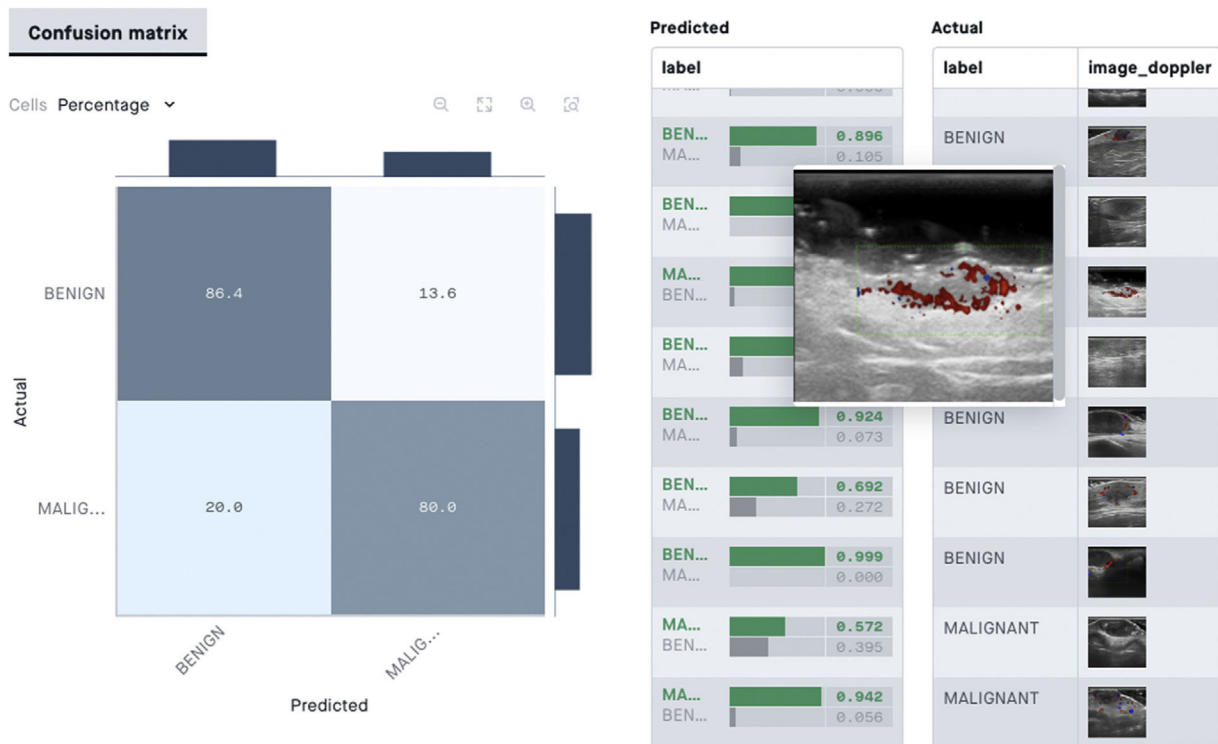 Confusion matrix
Cells Percentage
BENIGN
86.4 13.6
Actual
MALIG...
20.0 80.0
BENIGN
MALIG...
Predicted
Predicted
label
BEN... 0.896
MA... 0.105
BEN...
MA...
MA...
BEN...
BEN...
MA...
BEN... 0.924
MA... 0.073
BEN... 0.692
MA... 0.272
BEN... 0.999
MA... 0.000
MA... 0.572
BEN... 0.395
MA... 0.942
BEN... 0.056
Actual
label image_doppler
BENIGN
BENIGN
BENIGN
BENIGN
MALIGNANT
MALIGNANT